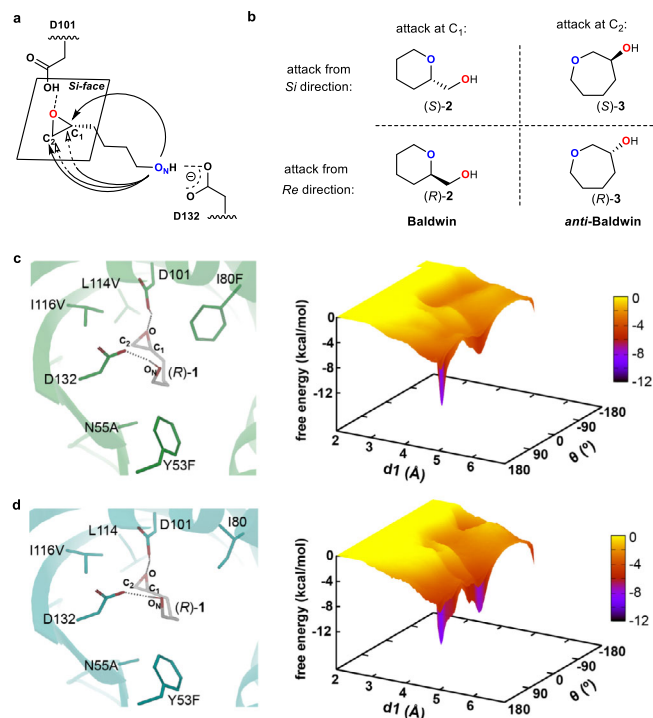 a
D101
O
OH
Si-face
O
C2
C1
ONH
O
⊖
O
D132
b
attack at C1:
attack at C2:
attack from
Si direction:
O
OH
(S)-2
O
OH
(S)-3
attack from
Re direction:
O
OH
(R)-2
O
OH
(R)-3
Baldwin
anti-Baldwin
c
D101
L114V
I80F
I116V
O
C2
C1
D132
ON
(R)-1
N55A
Y53F
free energy (kcal/mol)
0
-4
-8
-12
2
3
4
5
6
d1 (Å)
180
90
0
-90
-180
θ (º)
0
-4
-8
-12
d
D101
L114
I80
I116V
O
C2
C1
D132
ON
(R)-1
N55A
Y53F
free energy (kcal/mol)
0
-4
-8
-12
2
3
4
5
6
d1 (Å)
180
90
0
-90
-180
θ (º)
0
-4
-8
-12